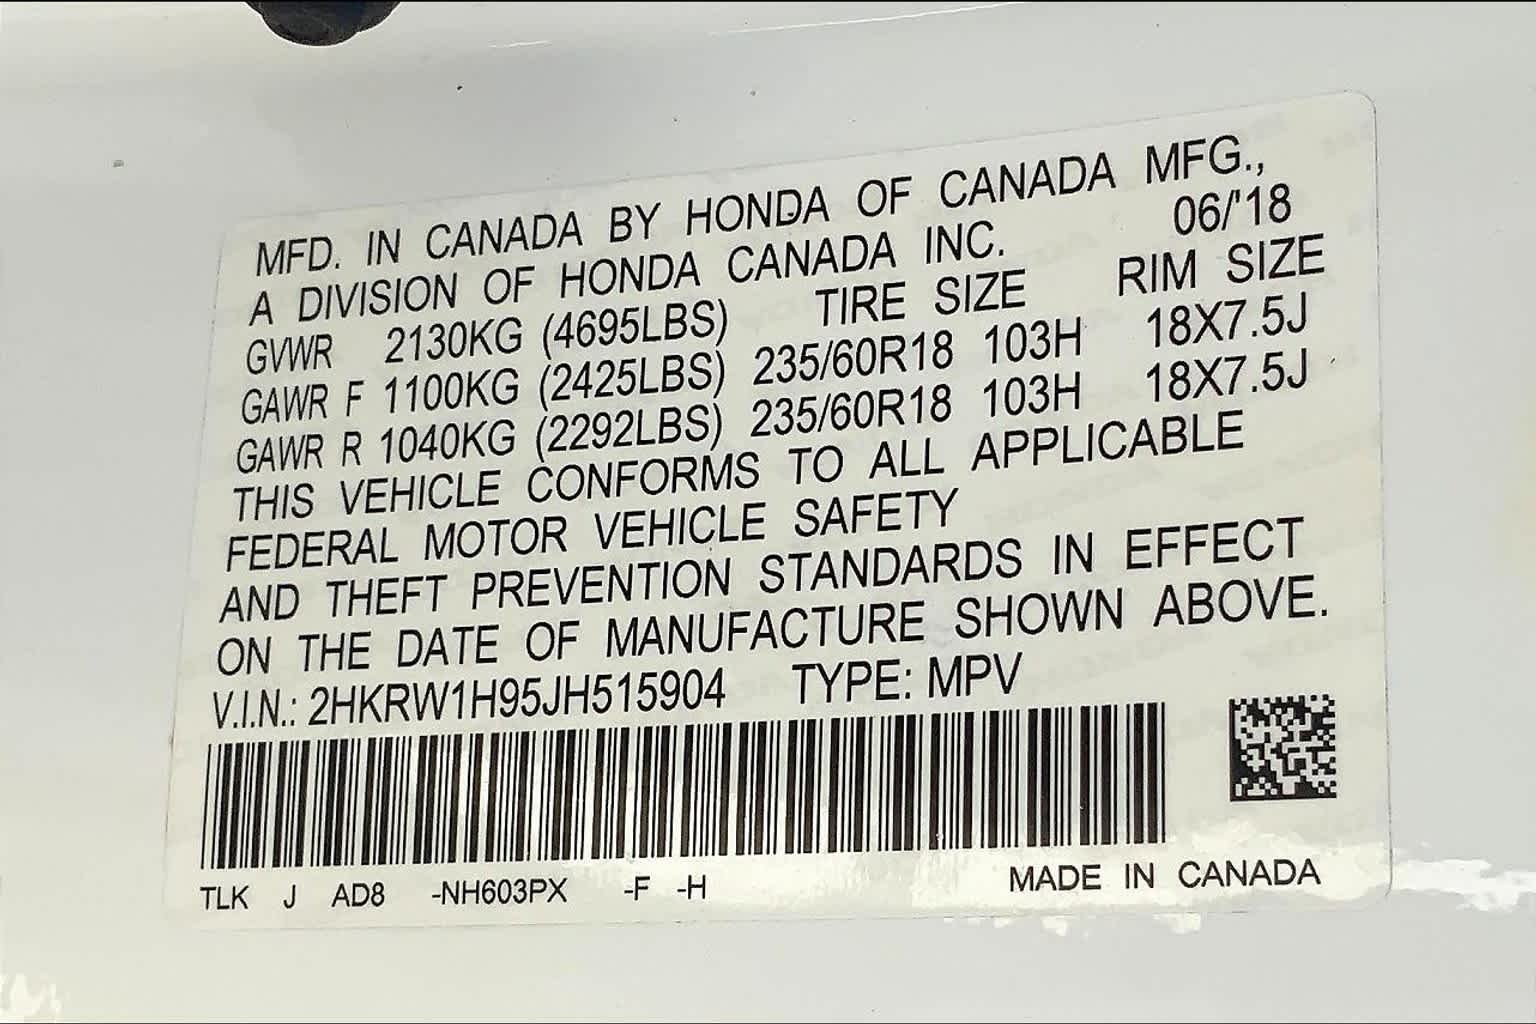 MFD. IN CANADA BY HONDA OF CANADA MFG.,
A DIVISION OF HONDA CANADA INC. 06/'18
GVWR 2130KG (4695LBS) TIRE SIZE RIM SIZE
GAWR F 1100KG (2425LBS) 235/60R18 103H 18X7.5J
GAWR R 1040KG (2292LBS) 235/60R18 103H 18X7.5J
THIS VEHICLE CONFORMS TO ALL APPLICABLE
FEDERAL MOTOR VEHICLE SAFETY
AND THEFT PREVENTION STANDARDS IN EFFECT
ON THE DATE OF MANUFACTURE SHOWN ABOVE.
V.I.N.: 2HKRW1H95JH515904 TYPE: MPV
TLK J AD8 -NH603PX -F -H MADE IN CANADA